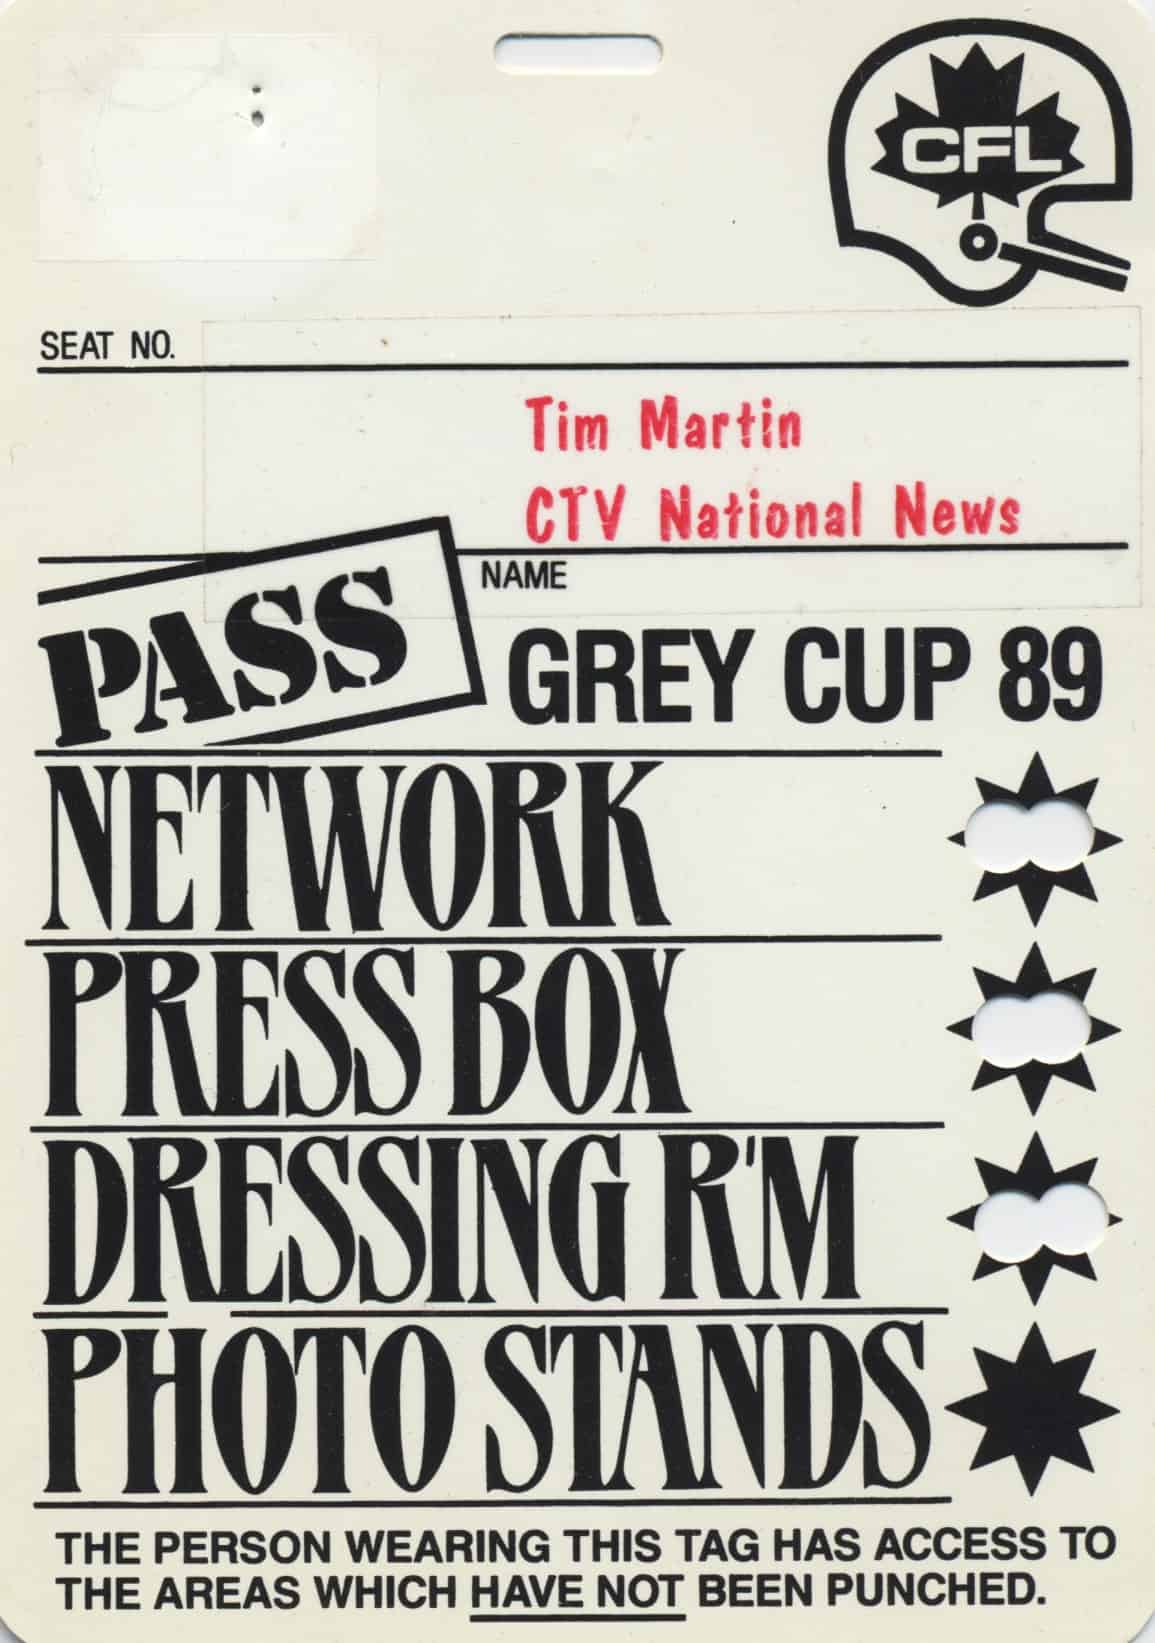 CFL
SEAT NO.
Tim Martin
CTV National News
NAME
PASS
GREY CUP 89
NETWORK
PRESS BOX
DRESSING R'M
PHOTO STANDS
THE PERSON WEARING THIS TAG HAS ACCESS TO
THE AREAS WHICH HAVE NOT BEEN PUNCHED.